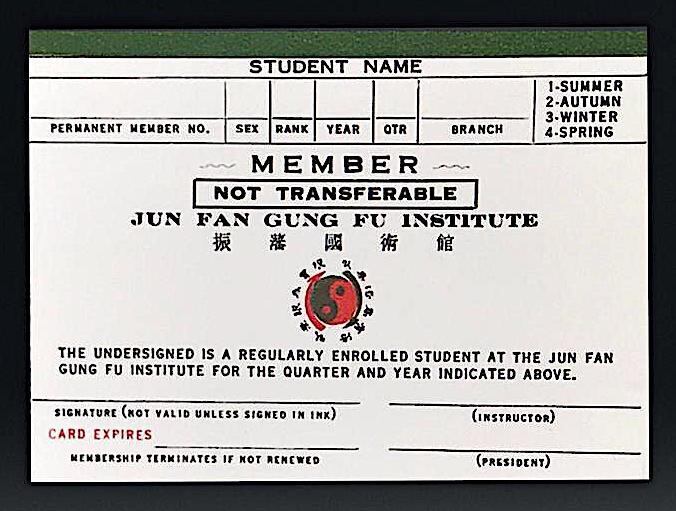 STUDENT NAME
1-SUMMER
2-AUTUMN
3-WINTER
4-SPRING
PERMANENT MEMBER NO. SEX RANK YEAR QTR BRANCH
MEMBER
NOT TRANSFERABLE
JUN FAN GUNG FU INSTITUTE
振 藩 國 術 館
THE UNDERSIGNED IS A REGULARLY ENROLLED STUDENT AT THE JUN FAN
GUNG FU INSTITUTE FOR THE QUARTER AND YEAR INDICATED ABOVE.
SIGNATURE (NOT VALID UNLESS SIGNED IN INK) (INSTRUCTOR)
CARD EXPIRES
MEMBERSHIP TERMINATES IF NOT RENEWED (PRESIDENT)